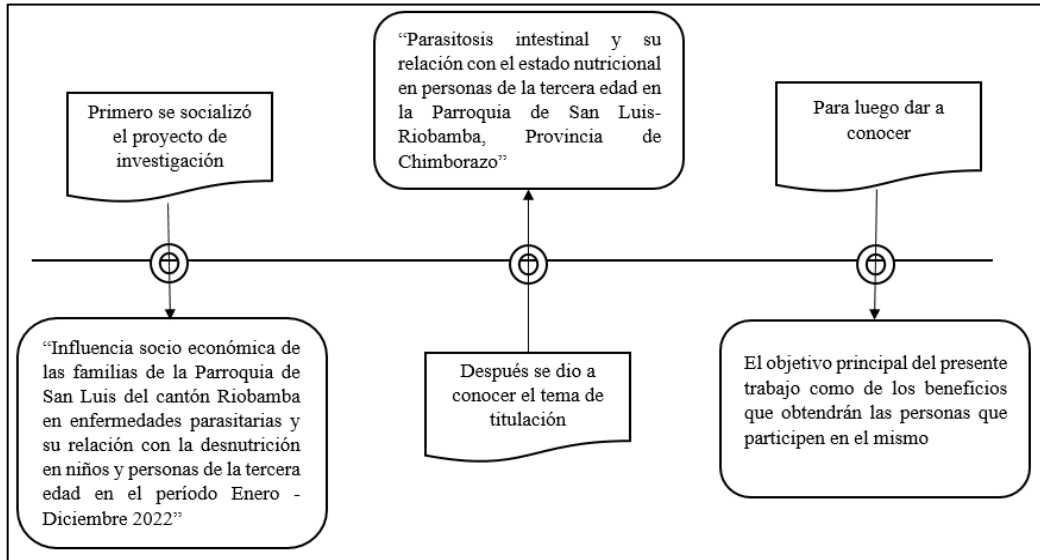 Primero se socializó
el proyecto de
investigación
“Influencia socio económica de
las familias de la Parroquia de
San Luis del cantón Riobamba
en enfermedades parasitarias y
su relación con la desnutrición
en niños y personas de la tercera
edad en el período Enero -
Diciembre 2022”
“Parasitosis intestinal y su
relación con el estado nutricional
en personas de la tercera edad en
la Parroquia de San Luis-
Riobamba, Provincia de
Chimborazo”
Después se dio a
conocer el tema de
titulación
Para luego dar a
conocer
El objetivo principal del presente
trabajo como de los beneficios
que obtendrán las personas que
participen en el mismo